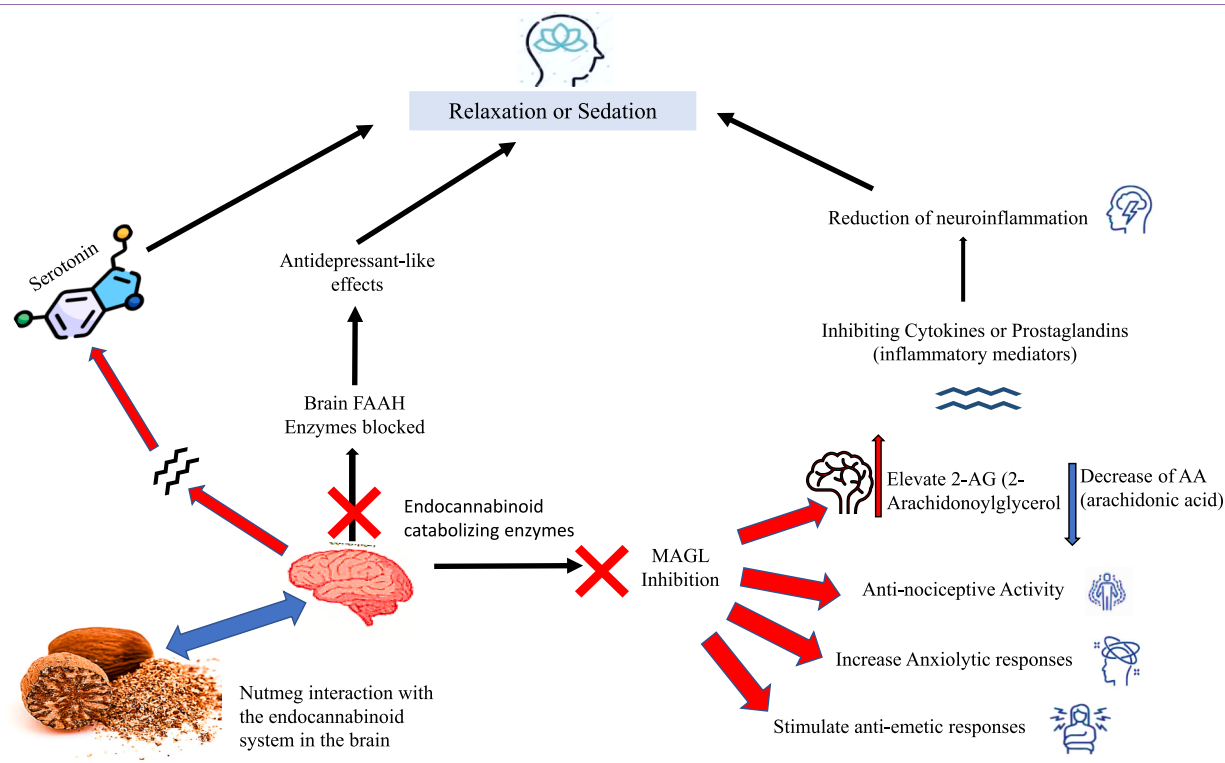 Relaxation or Sedation
Serotonin
Antidepressant-like
effects
Reduction of neuroinflammation
Inhibiting Cytokines or Prostaglandins
(inflammatory mediators)
Brain FAAH
Enzymes blocked
Endocannabinoid
catabolizing enzymes
MAGL
Inhibition
Elevate 2-AG (2-
Arachidonoylglycerol
Decrease of AA
(arachidonic acid)
Anti-nociceptive Activity
Increase Anxiolytic responses
Stimulate anti-emetic responses
Nutmeg interaction with
the endocannabinoid
system in the brain